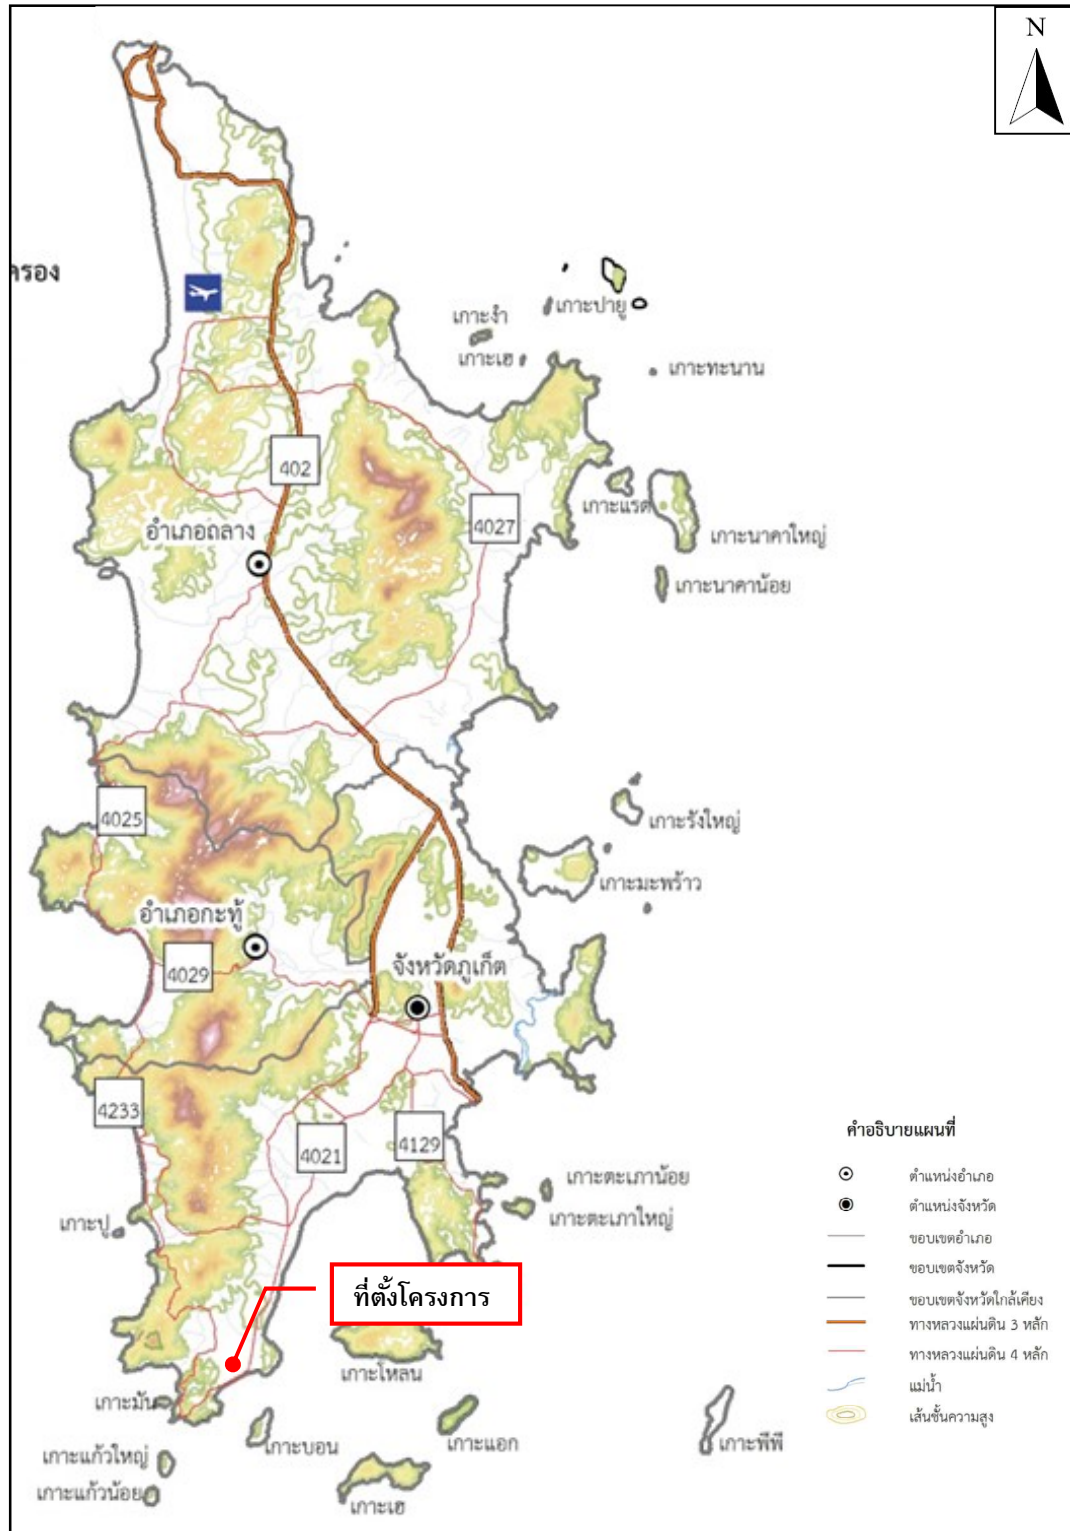 N
ครอง
เกาะปายู
เกาะงำ
เกาะเฮ
เกาะทะนาน
402
เกาะแรด
4027
อำเภอถลาง
เกาะนาคาใหญ่
เกาะนาคาน้อย
4025
เกาะรังใหญ่
เกาะมะพร้าว
อำเภอกะทู้
4029
จังหวัดภูเก็ต
4233
4021
4129
คำอธิบายแผนที่
ตำแหน่งอำเภอ
ตำแหน่งจังหวัด
ขอบเขตอำเภอ
ขอบเขตจังหวัด
ขอบเขตจังหวัดใกล้เคียง
ทางหลวงแผ่นดิน 3 หลัก
ทางหลวงแผ่นดิน 4 หลัก
แม่น้ำ
เส้นชั้นความสูง
เกาะตะเภาน้อย
เกาะตะเภาใหญ่
เกาะปู
ที่ตั้งโครงการ
เกาะโหลน
เกาะมัน
เกาะบอน
เกาะแอก
เกาะพีพี
เกาะแก้วใหญ่
เกาะแก้วน้อย
เกาะเฮ